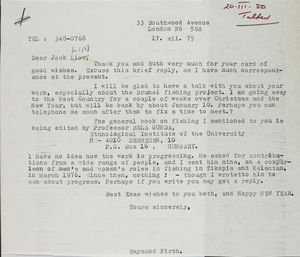 20-III-80
Talked
33 Southwood Avenue
London N6 5SA
TEL : 348-0768
17. xii. 79
Dear Jock
Thank you and Ruth very much for your card of
good wishes. Excuse this brief reply, as I have much correspond-
ence at the present.
I will be glad to have a talk with you about your
work, especially about the Brunei fishing project. I am going away
to the West Country for a couple of weeks over Christmas and the
New Year, but will be back by about January 10. Perhaps you can
telephone me soon after them to fix a time to meet.?
The general book on fishing I mentioned to you is
being edited by Professor BELA GUNDA,
Ethnological Institute of the University
H - 4010 DEBRECEN 10
P.O. Box 16, HUNGARY.
I have no idea how the work is progressing. He asked for contribu-
tions from a wide range of people, and I sent him mine, on a compar-
ison of men's and women's roles in fishing in Tikopia and Kelantan,
in March 1976. Since then, nothing ! - though I wrote to him to
ask about progress. Perhaps if you write you may get a reply.
Best Xmas wishes to you both, and Happy NEW YEAR.
Yours sincerely,
Raymond Firth.